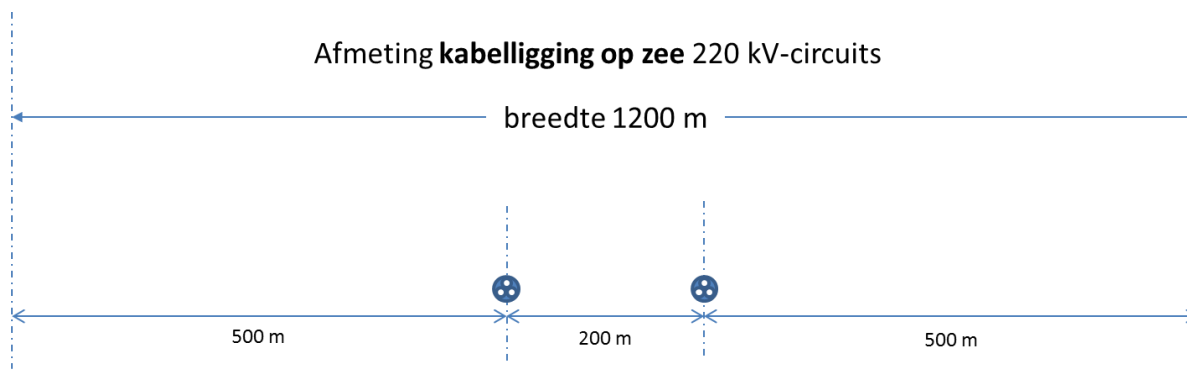 Afmeting kabelligging op zee 220 kV-circuits
breedte 1200 m
500 m
200 m
500 m